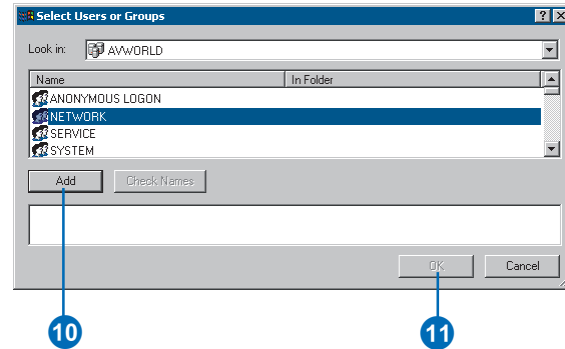 Select Users or Groups
Look in: AVWORLD
Name In Folder
ANONYMOUS LOGON
NETWORK
SERVICE
SYSTEM
Add Check Names
OK Cancel
10 11